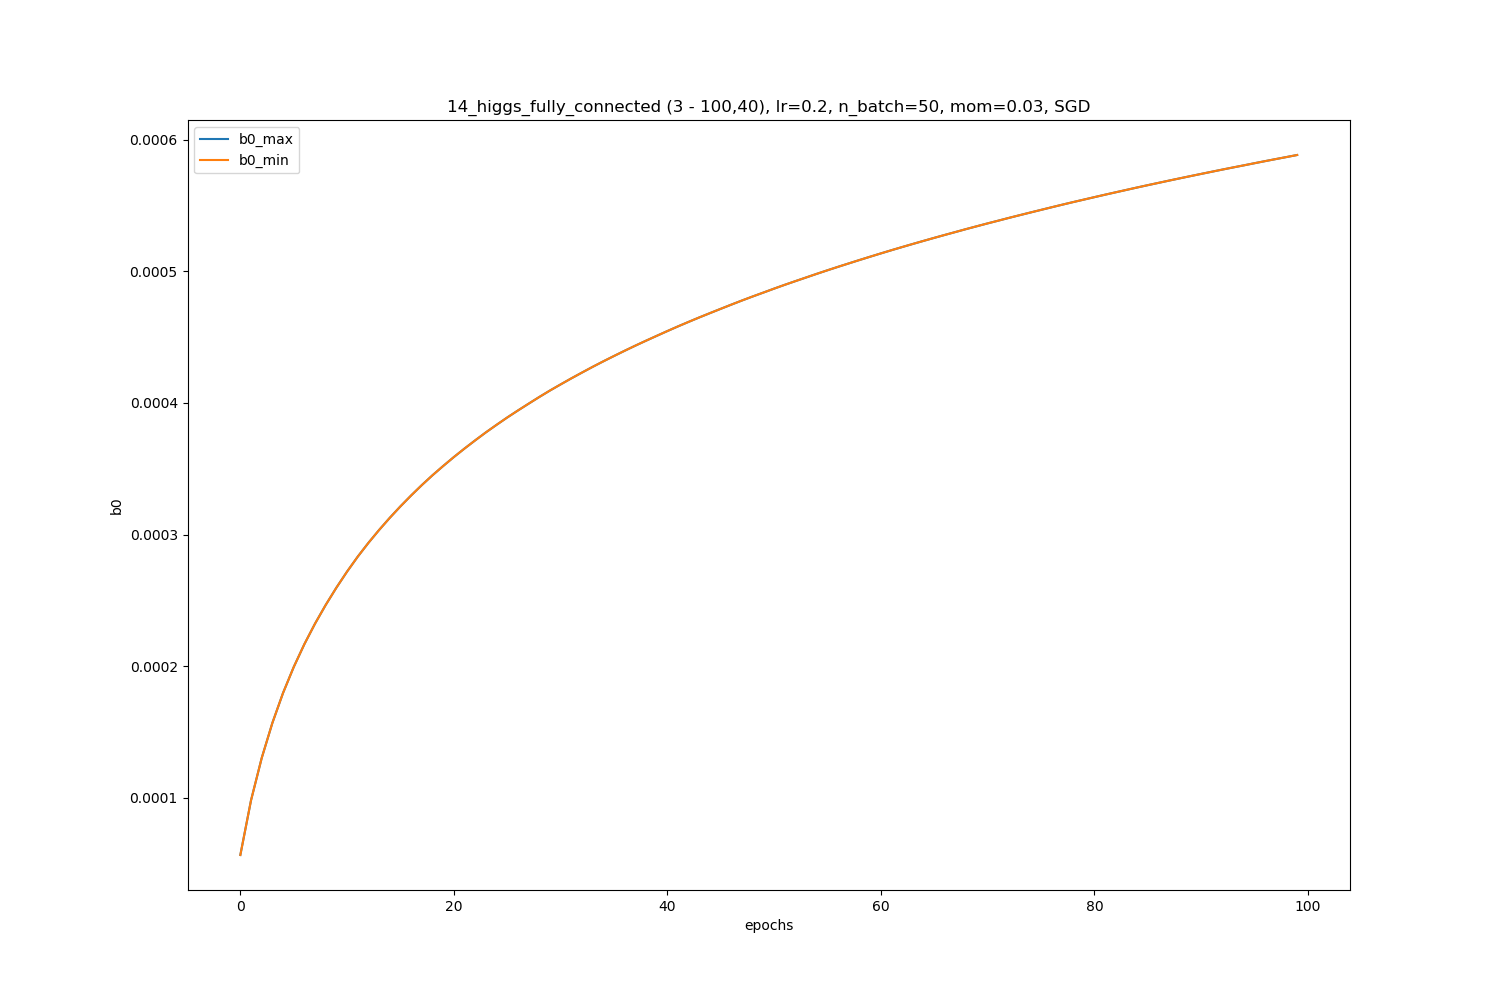 14_higgs_fully_connected (3 - 100,40), lr=0.2, n_batch=50, mom=0.03, SGD
b0_max
b0_min
0.0006
0.0005
0.0004
0.0003
0.0002
0.0001
b0
0 20 40 60 80 100
epochs